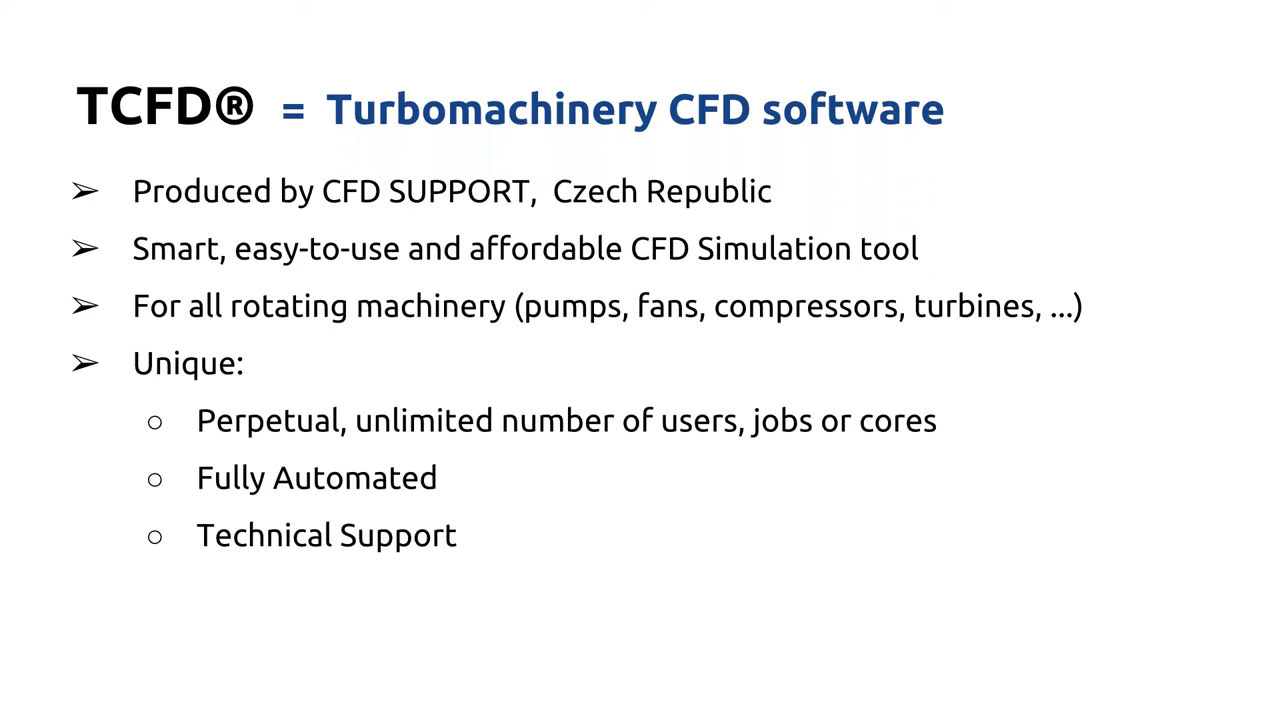 TCFD® = Turbomachinery CFD software
➢ Produced by CFD SUPPORT, Czech Republic
➢ Smart, easy-to-use and affordable CFD Simulation tool
➢ For all rotating machinery (pumps, fans, compressors, turbines, ...)
➢ Unique:
○ Perpetual, unlimited number of users, jobs or cores
○ Fully Automated
○ Technical Support